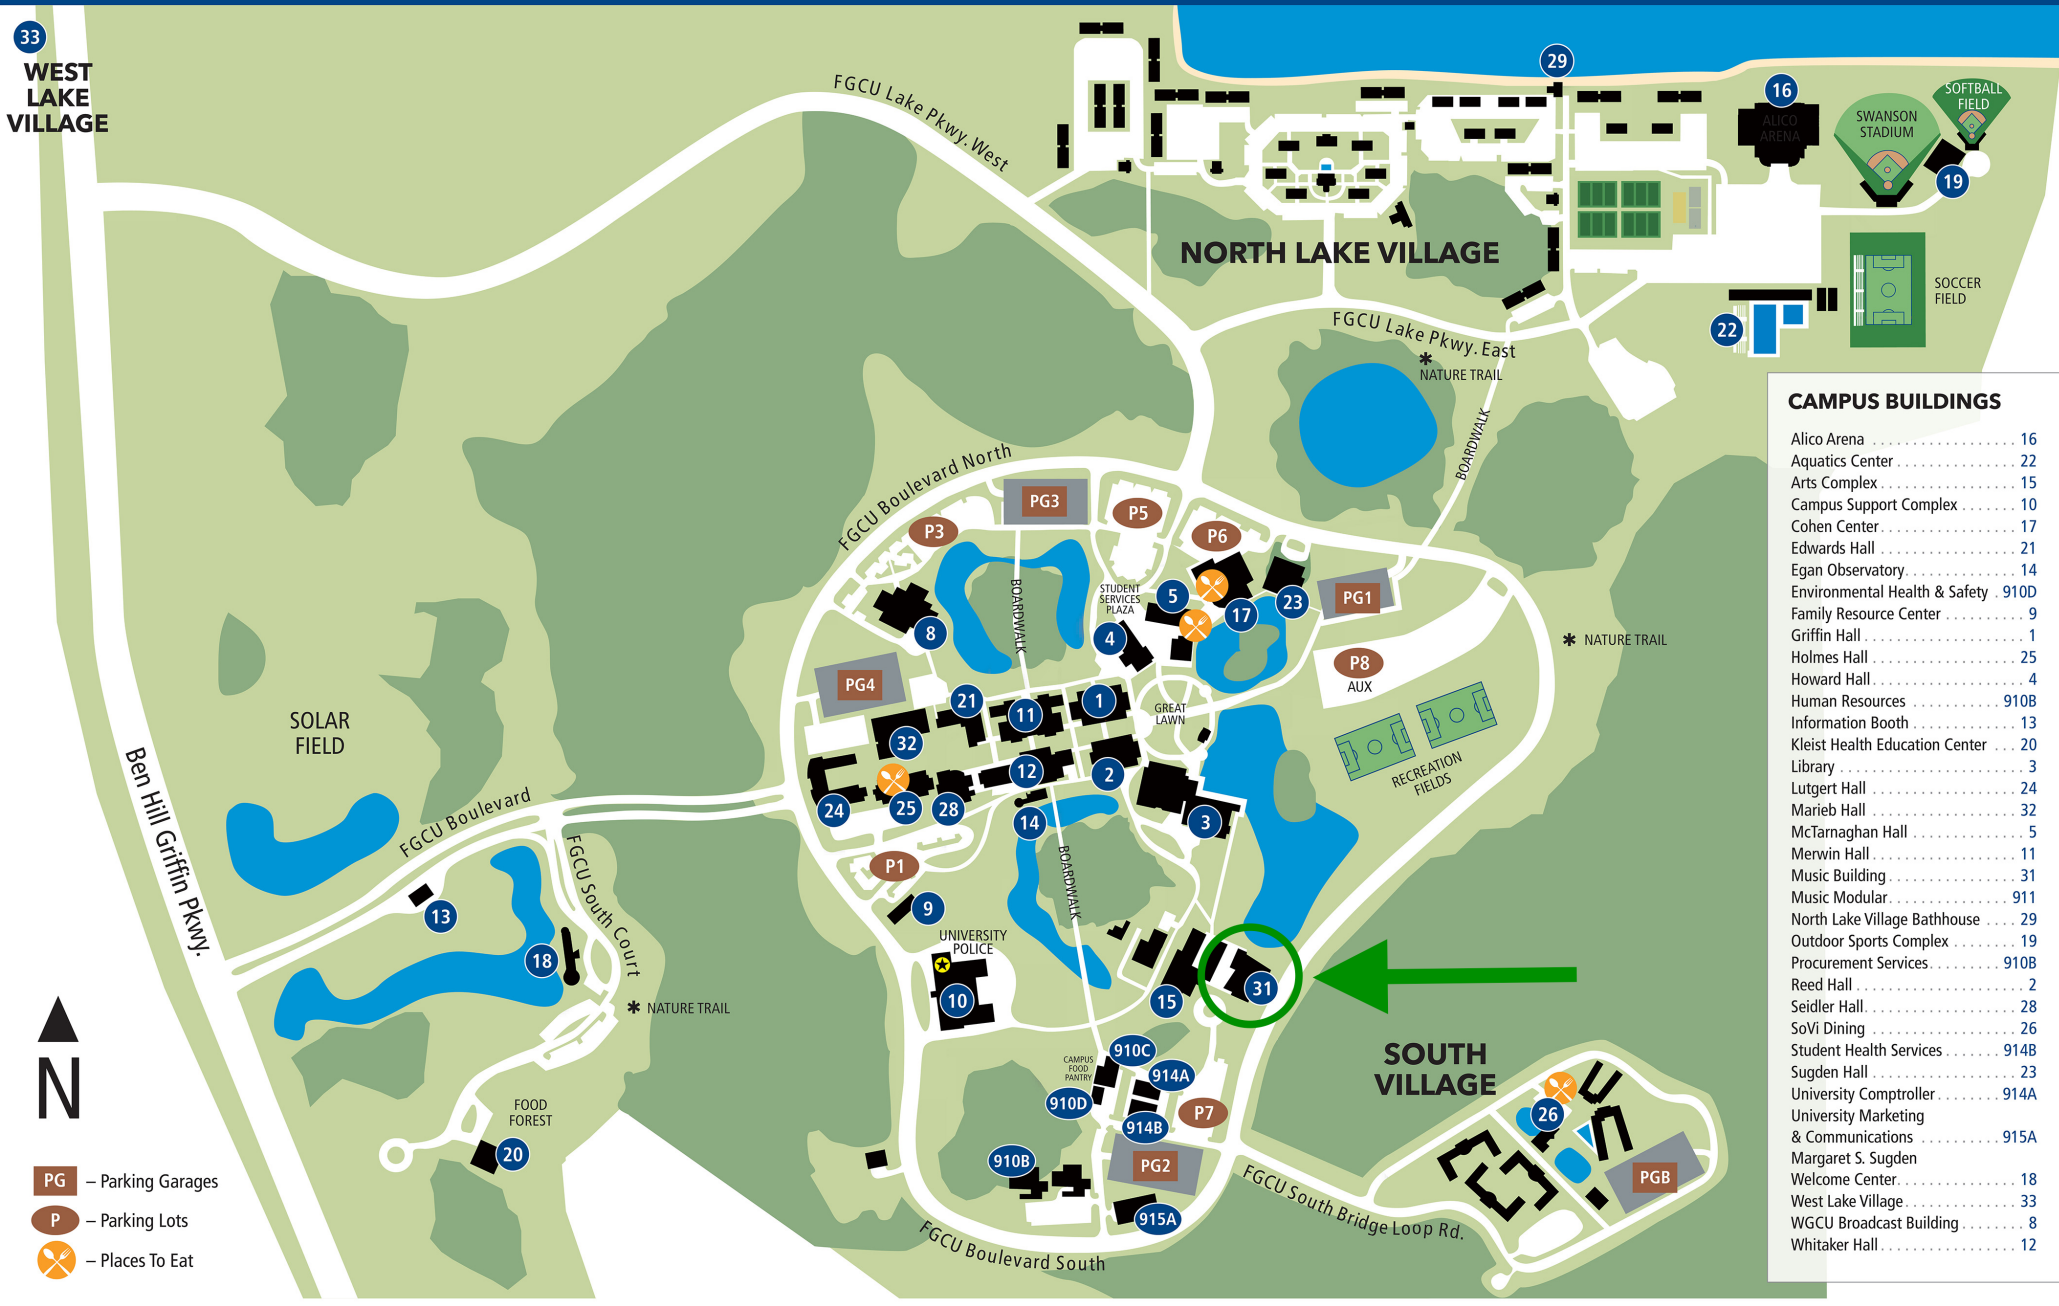 33
WEST
LAKE
VILLAGE
FGCU Lake Pkwy. West
29
16
ALICO
ARENA
SWANSON
STADIUM
SOFTBALL
FIELD
19
NORTH LAKE VILLAGE
SOCCER
FIELD
22
FGCU Lake Pkwy. East
* NATURE TRAIL
BOARDWALK
FGCU Boulevard North
PG3
P3
P5
P6
BOARDWALK
STUDENT
SERVICES
PLAZA
5
17
23
PG1
8
4
P8
AUX
* NATURE TRAIL
PG4
21
11
1
GREAT
LAWN
32
12
2
RECREATION
FIELDS
24
25
28
14
3
SOLAR
FIELD
Ben Hill Griffin Pkwy.
FGCU Boulevard
FGCU South Court
P1
BOARDWALK
9
13
18
UNIVERSITY
POLICE
10
15
31
* NATURE TRAIL
N
FOOD
FOREST
20
CAMPUS
FOOD
PANTRY
910C
914A
910D
914B
P7
910B
PG2
915A
FGCU Boulevard South
FGCU South Bridge Loop Rd.
SOUTH
VILLAGE
26
PGB
PG – Parking Garages
P – Parking Lots
– Places To Eat
CAMPUS BUILDINGS
Alico Arena . . . . . . . . . . . . . . . . . . 16
Aquatics Center . . . . . . . . . . . . . . . 22
Arts Complex . . . . . . . . . . . . . . . . . 15
Campus Support Complex . . . . . . . 10
Cohen Center . . . . . . . . . . . . . . . . . 17
Edwards Hall . . . . . . . . . . . . . . . . . 21
Egan Observatory . . . . . . . . . . . . . . 14
Environmental Health & Safety . 910D
Family Resource Center . . . . . . . . . . 9
Griffin Hall . . . . . . . . . . . . . . . . . . . 1
Holmes Hall . . . . . . . . . . . . . . . . . . 25
Howard Hall . . . . . . . . . . . . . . . . . . 4
Human Resources . . . . . . . . . . . . 910B
Information Booth . . . . . . . . . . . . . 13
Kleist Health Education Center . . . 20
Library . . . . . . . . . . . . . . . . . . . . . . 3
Lutgert Hall . . . . . . . . . . . . . . . . . . 24
Marieb Hall . . . . . . . . . . . . . . . . . . 32
McTarnaghan Hall . . . . . . . . . . . . . . 5
Merwin Hall . . . . . . . . . . . . . . . . . . 11
Music Building . . . . . . . . . . . . . . . . 31
Music Modular . . . . . . . . . . . . . . . 911
North Lake Village Bathhouse . . . . 29
Outdoor Sports Complex . . . . . . . . 19
Procurement Services . . . . . . . . . 910B
Reed Hall . . . . . . . . . . . . . . . . . . . . 2
Seidler Hall . . . . . . . . . . . . . . . . . . 28
SoVi Dining . . . . . . . . . . . . . . . . . . 26
Student Health Services . . . . . . . 914B
Sugden Hall . . . . . . . . . . . . . . . . . . 23
University Comptroller . . . . . . . . 914A
University Marketing
& Communications . . . . . . . . . . 915A
Margaret S. Sugden
Welcome Center . . . . . . . . . . . . . . . 18
West Lake Village . . . . . . . . . . . . . . 33
WGCU Broadcast Building . . . . . . . . 8
Whitaker Hall . . . . . . . . . . . . . . . . . 12